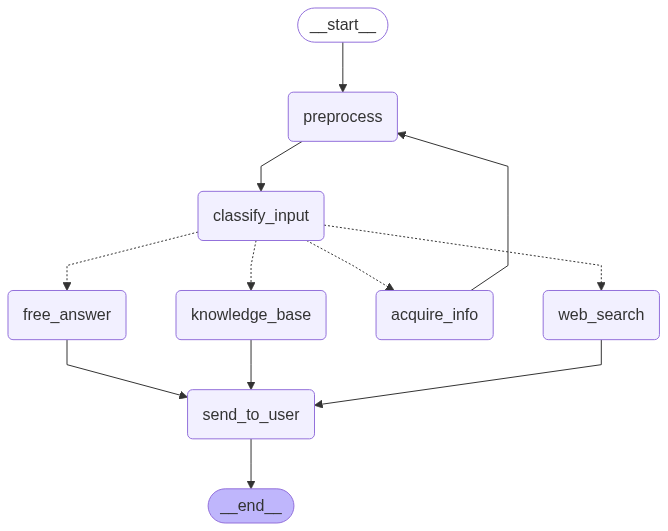 __start__
preprocess
classify_input
free_answer
knowledge_base
acquire_info
web_search
send_to_user
__end__